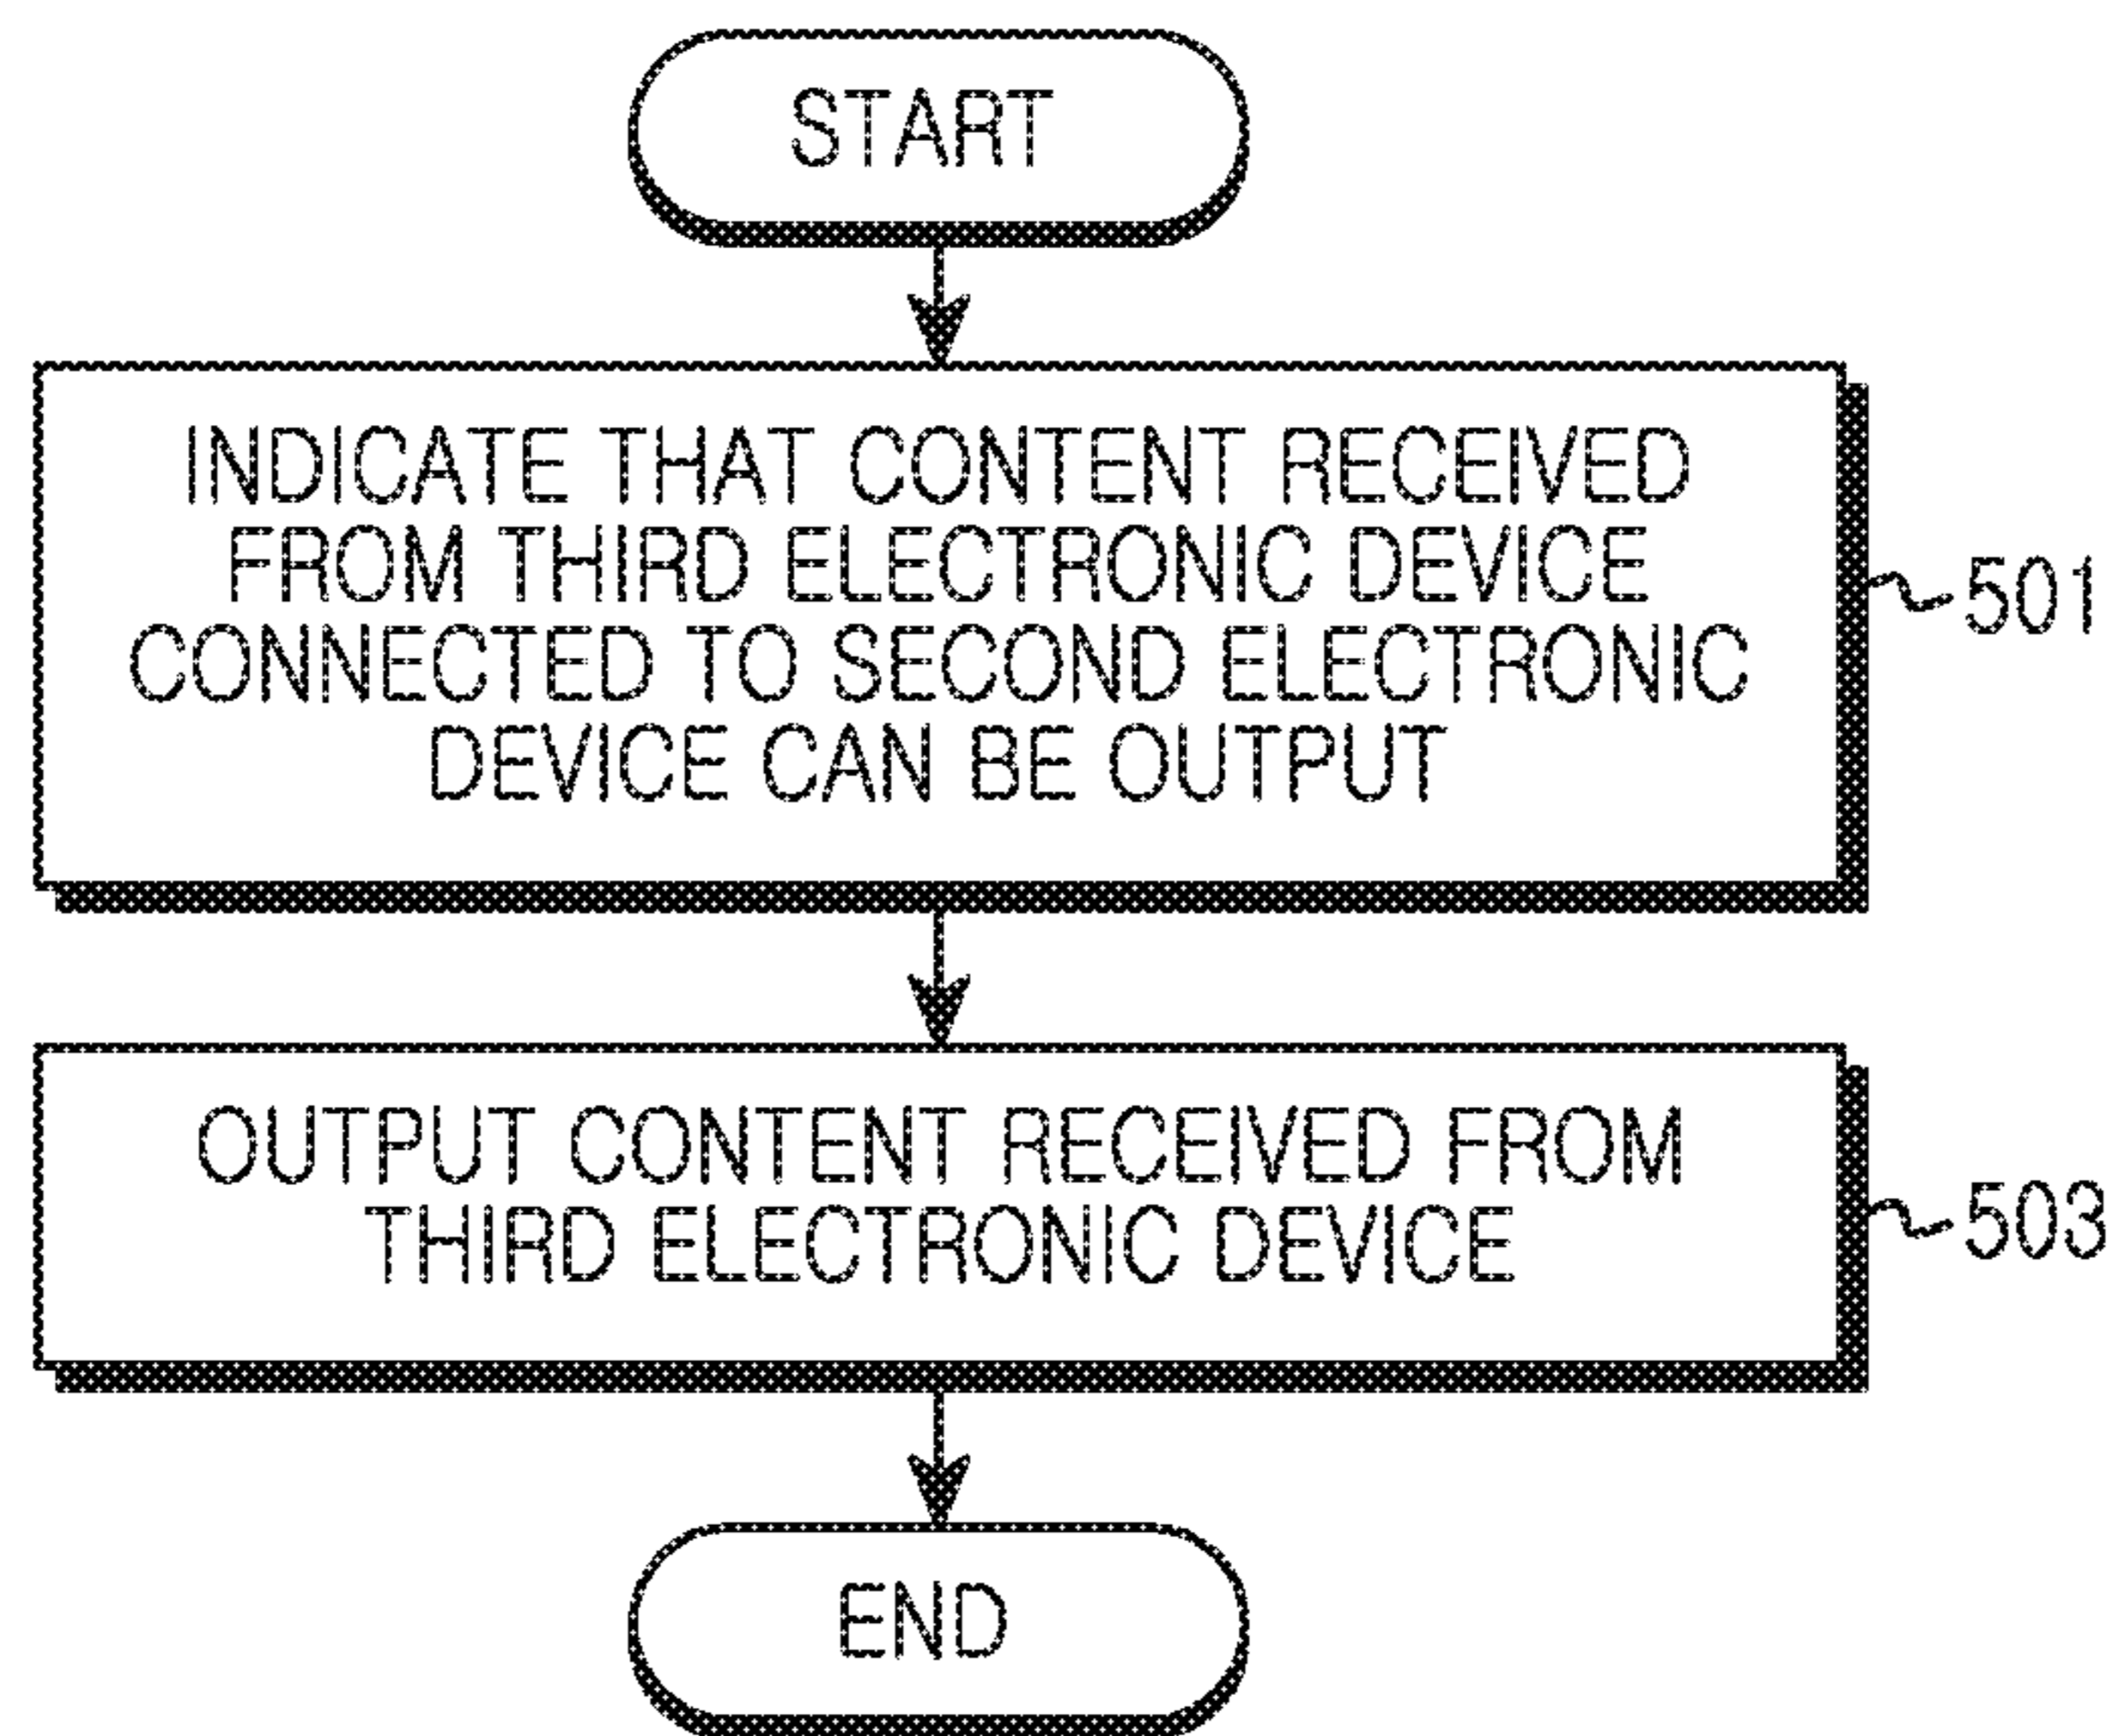 START
INDICATE THAT CONTENT RECEIVED
FROM THIRD ELECTRONIC DEVICE
CONNECTED TO SECOND ELECTRONIC
DEVICE CAN BE OUTPUT
501
OUTPUT CONTENT RECEIVED FROM
THIRD ELECTRONIC DEVICE
503
END